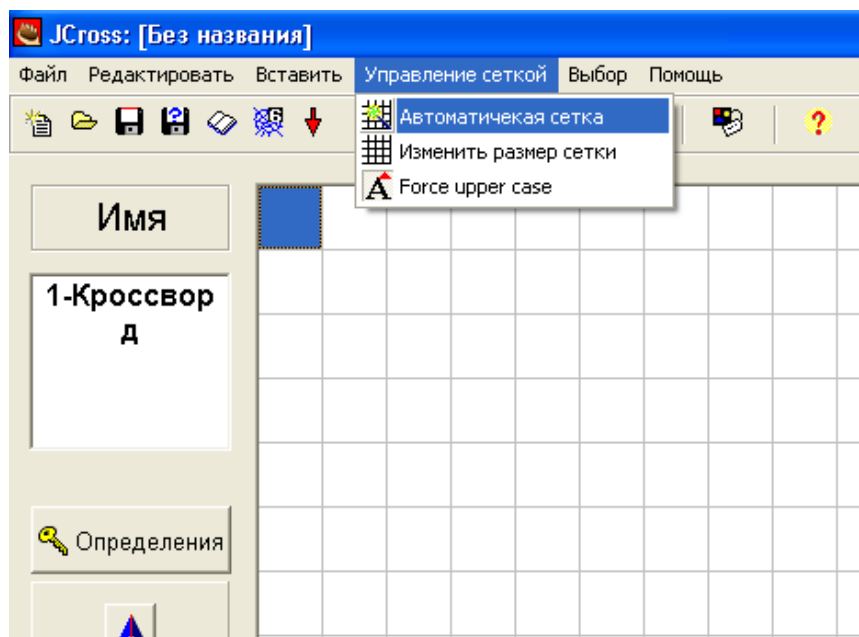 JCross: [Без названия]
Файл Редактировать Вставить Управление сеткой Выбор Помощь
Автоматичекая сетка
Изменить размер сетки
Force upper case
Имя
1-Кроссвор
д
Определения